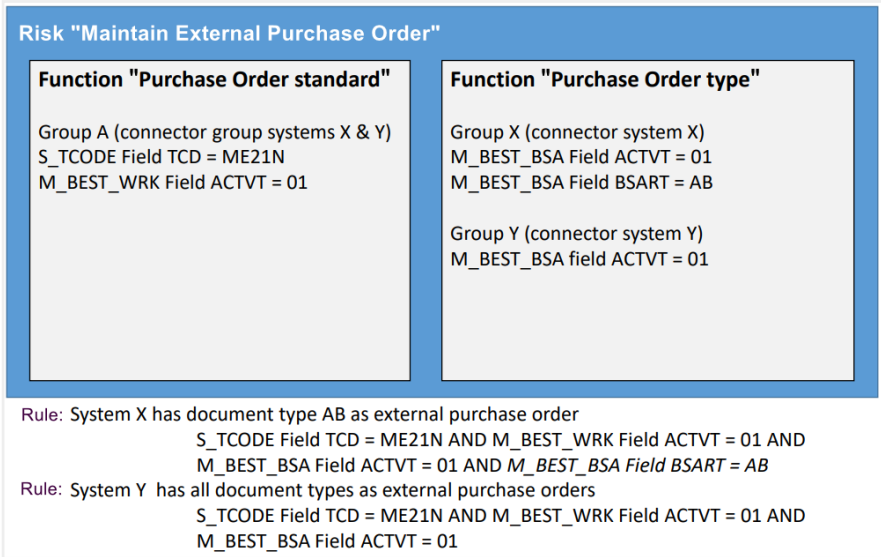 Risk "Maintain External Purchase Order"
Function "Purchase Order standard"
Group A (connector group systems X & Y)
S_TCODE Field TCD = ME21N
M_BEST_WRK Field ACTVT = 01
Function "Purchase Order type"
Group X (connector system X)
M_BEST_BSA Field ACTVT = 01
M_BEST_BSA Field BSART = AB
Group Y (connector system Y)
M_BEST_BSA field ACTVT = 01
Rule: System X has document type AB as external purchase order
S_TCODE Field TCD = ME21N AND M_BEST_WRK Field ACTVT = 01 AND
M_BEST_BSA Field ACTVT = 01 AND M_BEST_BSA Field BSART = AB
Rule: System Y has all document types as external purchase orders
S_TCODE Field TCD = ME21N AND M_BEST_WRK Field ACTVT = 01 AND
M_BEST_BSA Field ACTVT = 01